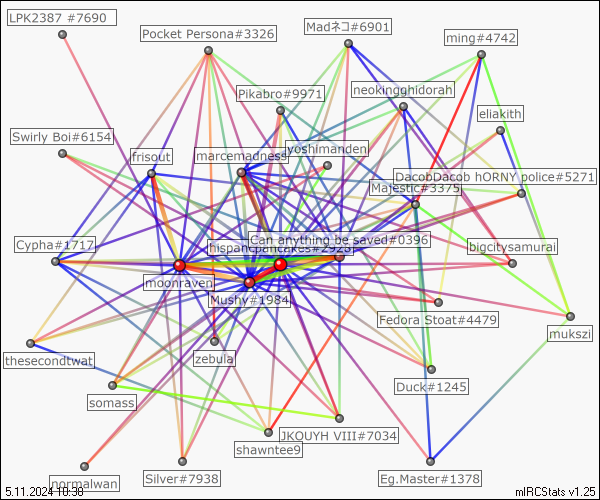 LPK2387 #7690
Pocket Persona#3326
Madネコ#6901
ming#4742
Pikabro#9971
neokingghidorah
eliakith
Swirly Boi#6154
frisout
marcemadness
yoshimanden
DacobDacob hORNY police#5271
Majestic#3375
Cypha#1717
hispancpancakes#2925
Can anything be saved#0396
bigcitysamurai
moonraven
Mushy#1984
Fedora Stoat#4479
mukszi
thesecondtwat
zebula
Duck#1245
somass
JKOUYH VIII#7034
shawntee9
normalwan
Silver#7938
Eg.Master#1378
5.11.2024 10:38
mIRCStats v1.25